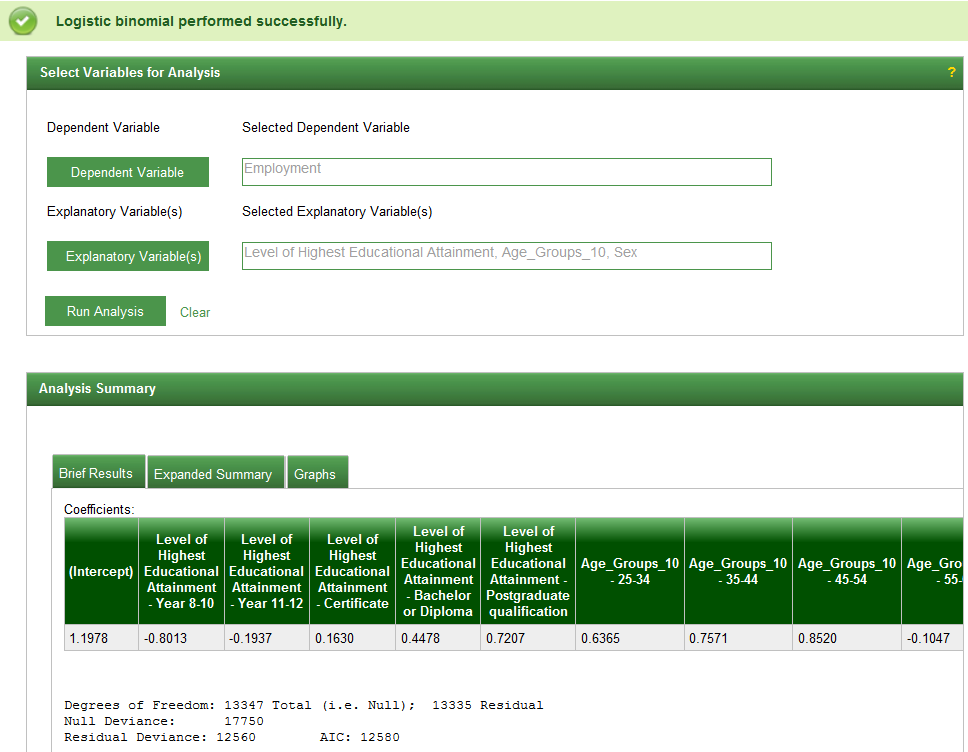 Logistic binomial performed successfully.
Select Variables for Analysis
?
Dependent Variable
Selected Dependent Variable
Dependent Variable
Employment
Explanatory Variable(s)
Selected Explanatory Variable(s)
Explanatory Variable(s)
Level of Highest Educational Attainment, Age_Groups_10, Sex
Run Analysis
Clear
Analysis Summary
Brief Results
Expanded Summary
Graphs
Coefficients:
(Intercept)
Level of
Highest
Educational
Attainment
- Year 8-10
Level of
Highest
Educational
Attainment
- Year 11-12
Level of
Highest
Educational
Attainment
- Certificate
Level of
Highest
Educational
Attainment
- Bachelor
or Diploma
Level of
Highest
Educational
Attainment -
Postgraduate
qualification
Age_Groups_10
- 25-34
Age_Groups_10
- 35-44
Age_Groups_10
- 45-54
Age_Gro
- 55-
1.1978
-0.8013
-0.1937
0.1630
0.4478
0.7207
0.6365
0.7571
0.8520
-0.1047
Degrees of Freedom: 13347 Total (i.e. Null); 13335 Residual
Null Deviance: 17750
Residual Deviance: 12560 AIC: 12580